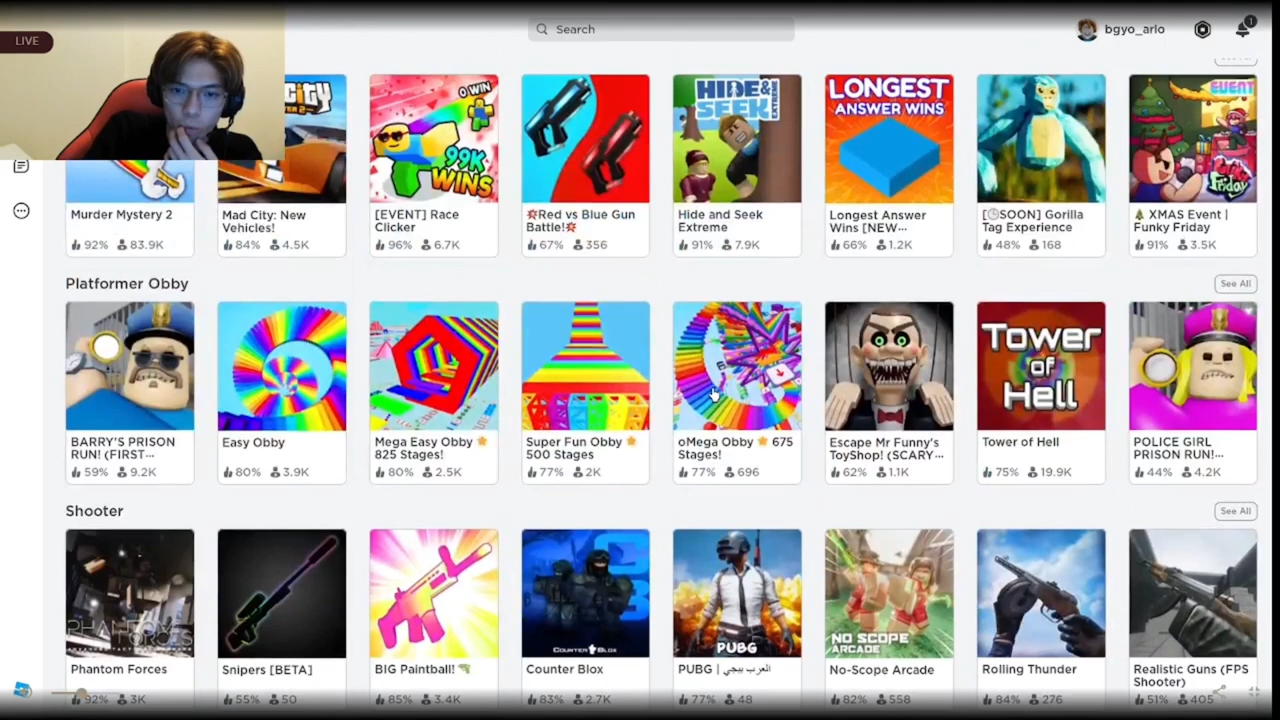 LIVE
Search
bgyo_arlo
1
0 WIN
99K
WINS
HIDE&
SEEK
EXTREME
LONGEST
ANSWER WINS
EVENT
Funky
Friday
Murder Mystery 2
92% 83.9K
Mad City: New
Vehicles!
84% 4.5K
[EVENT] Race
Clicker
96% 6.7K
💥Red vs Blue Gun
Battle!💥
67% 356
Hide and Seek
Extreme
91% 7.9K
Longest Answer
Wins [NEW...
66% 1.2K
[🕒SOON] Gorilla
Tag Experience
48% 168
🎄 XMAS Event |
Funky Friday
91% 3.5K
Platformer Obby
See All
Tower
of
Hell
BARRY'S PRISON
RUN! (FIRST...
59% 9.2K
Easy Obby
80% 3.9K
Mega Easy Obby ⭐
825 Stages!
80% 2.5K
Super Fun Obby ⭐
500 Stages
77% 2K
oMega Obby ⭐ 675
Stages!
77% 696
Escape Mr Funny's
ToyShop! (SCARY...
62% 1.1K
Tower of Hell
75% 19.9K
POLICE GIRL
PRISON RUN!...
44% 4.2K
Shooter
See All
PHANTOM
FORCES
COUNTER BLOX
PUBG
NO SCOPE
ARCADE
Phantom Forces
92% 3K
Snipers [BETA]
55% 50
BIG Paintball! 🔫
85% 3.4K
Counter Blox
83% 2.7K
PUBG | العرب ببجي
77% 48
No-Scope Arcade
82% 558
Rolling Thunder
84% 276
Realistic Guns (FPS
Shooter)
51% 405